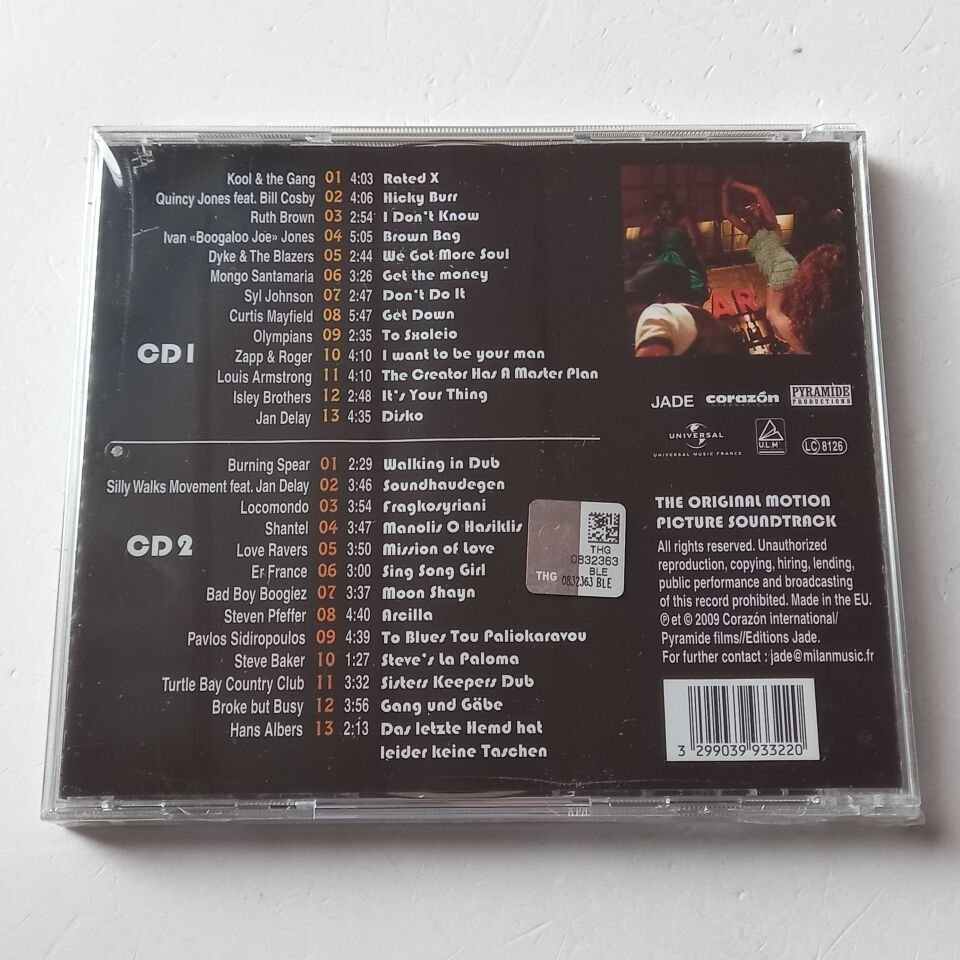 Kool & the Gang 01 4:03 Rated X
Quincy Jones feat. Bill Cosby 02 4:06 Hicky Burr
Ruth Brown 03 2:54 I Don't Know
Ivan «Boogaloo Joe» Jones 04 5:05 Brown Bag
Dyke & The Blazers 05 2:44 We Got More Soul
Mongo Santamaria 06 3:26 Get the money
Syl Johnson 07 2:47 Don't Do It
Curtis Mayfield 08 5:47 Get Down
Olympians 09 2:35 To Sxoleio
CD 1
Zapp & Roger 10 4:10 I want to be your man
Louis Armstrong 11 4:10 The Creator Has A Master Plan
Isley Brothers 12 2:48 It's Your Thing
Jan Delay 13 4:35 Disko
Burning Spear 01 2:29 Walking in Dub
Silly Walks Movement feat. Jan Delay 02 3:46 Soundhaudegen
Locomondo 03 3:54 Fragkosyriani
Shantel 04 3:47 Manolis O Hasiklis
CD 2
Love Ravers 05 3:50 Mission of Love
Er France 06 3:00 Sing Song Girl
Bad Boy Boogiez 07 3:37 Moon Shayn
Steven Pfeffer 08 4:40 Arcilla
Pavlos Sidiropoulos 09 4:39 To Blues Tou Paliokaravou
Steve Baker 10 1:27 Steve's La Paloma
Turtle Bay Country Club 11 3:32 Sisters Keepers Dub
Broke but Busy 12 3:56 Gang und Gäbe
Hans Albers 13 2:13 Das letzte Hemd hat
leider keine Taschen
THG
0832363
BLE
THG 0832363 BLE
AR
JADE corazón PYRAMIDE
PRODUCTIONS
UNIVERSAL
UNIVERSAL MUSIC FRANCE
U.L.M
LC 8126
THE ORIGINAL MOTION
PICTURE SOUNDTRACK
All rights reserved. Unauthorized
reproduction, copying, hiring, lending,
public performance and broadcasting
of this record prohibited. Made in the EU.
℗ et © 2009 Corazón international/
Pyramide films//Editions Jade.
For further contact : jade@milanmusic.fr
3 299039 933220